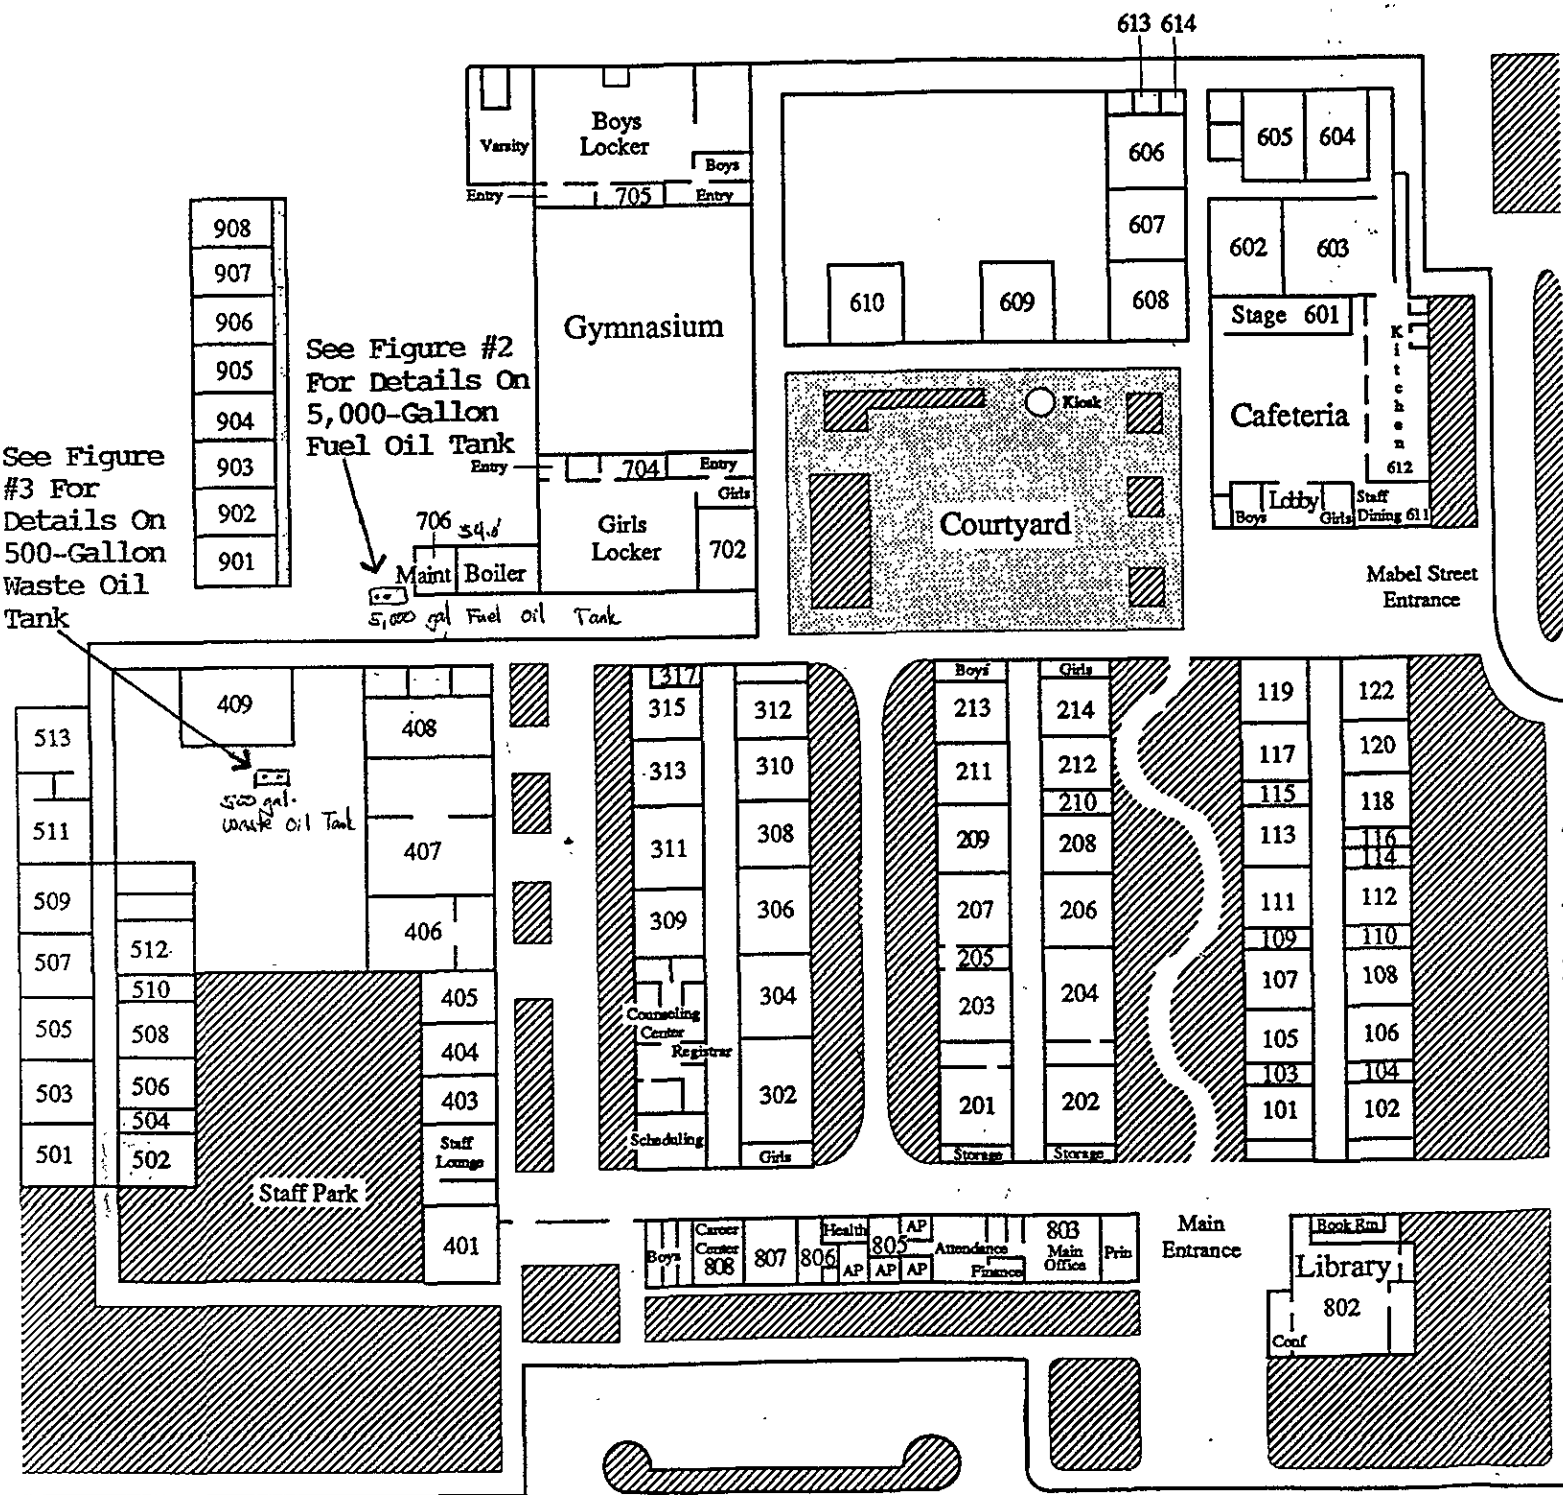 613 614
Boys
Locker
Varsity
Boys
Entry
705
Entry
606
605
604
607
602
603
608
610
609
Stage 601
Kitchen
612
Cafeteria
Lobby
Boys
Girls
Staff
Dining 611
Gymnasium
908
907
906
905
904
903
902
901
See Figure #2
For Details On
5,000-Gallon
Fuel Oil Tank
See Figure
#3 For
Details On
500-Gallon
Waste Oil
Tank
Entry
704
Entry
Girls
Girls
Locker
702
706
Maint
Boiler
5,000 gal Fuel Oil Tank
Kiosk
Courtyard
Mabel Street
Entrance
409
408
407
406
405
404
403
Staff
Lounge
401
500 gal.
Waste Oil Tank
513
511
509
507
505
503
501
512
510
508
506
504
502
Staff Park
317
315
313
311
309
Counseling
Center
Registrar
Scheduling
312
310
308
306
304
302
Girls
Boys
213
211
209
207
205
203
201
Storage
Girls
214
212
210
208
206
204
202
Storage
119
117
115
113
111
109
107
105
103
101
122
120
118
116
114
112
110
108
106
104
102
Boys
Career
Center
808
807
806
Health
AP
805
AP
AP
AP
Attendance
Finance
803
Main
Office
Prin
Main
Entrance
Book Rm
Library
802
Conf